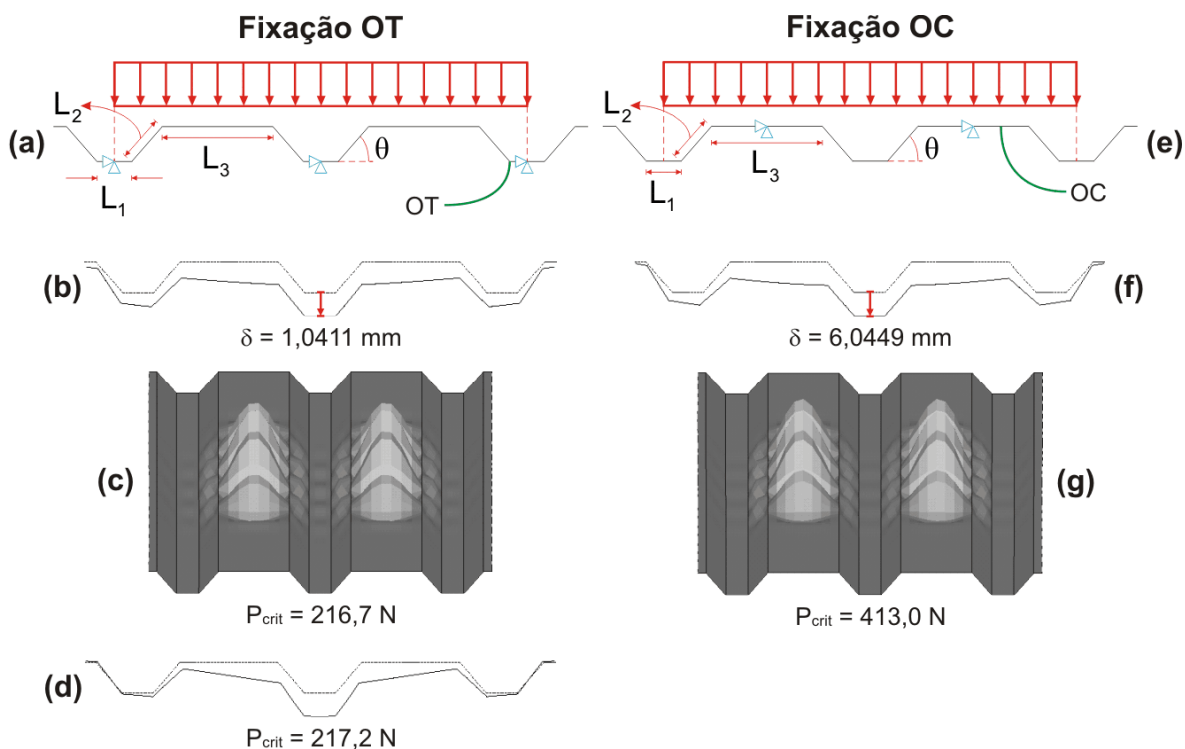 Fixação OT
Fixação OC
(a)
L2
L3
θ
L1
OT
L2
L3
θ
L1
OC
(e)
(b)
δ = 1,0411 mm
(f)
δ = 6,0449 mm
(c)
Pcrit = 216,7 N
(g)
Pcrit = 413,0 N
(d)
Pcrit = 217,2 N